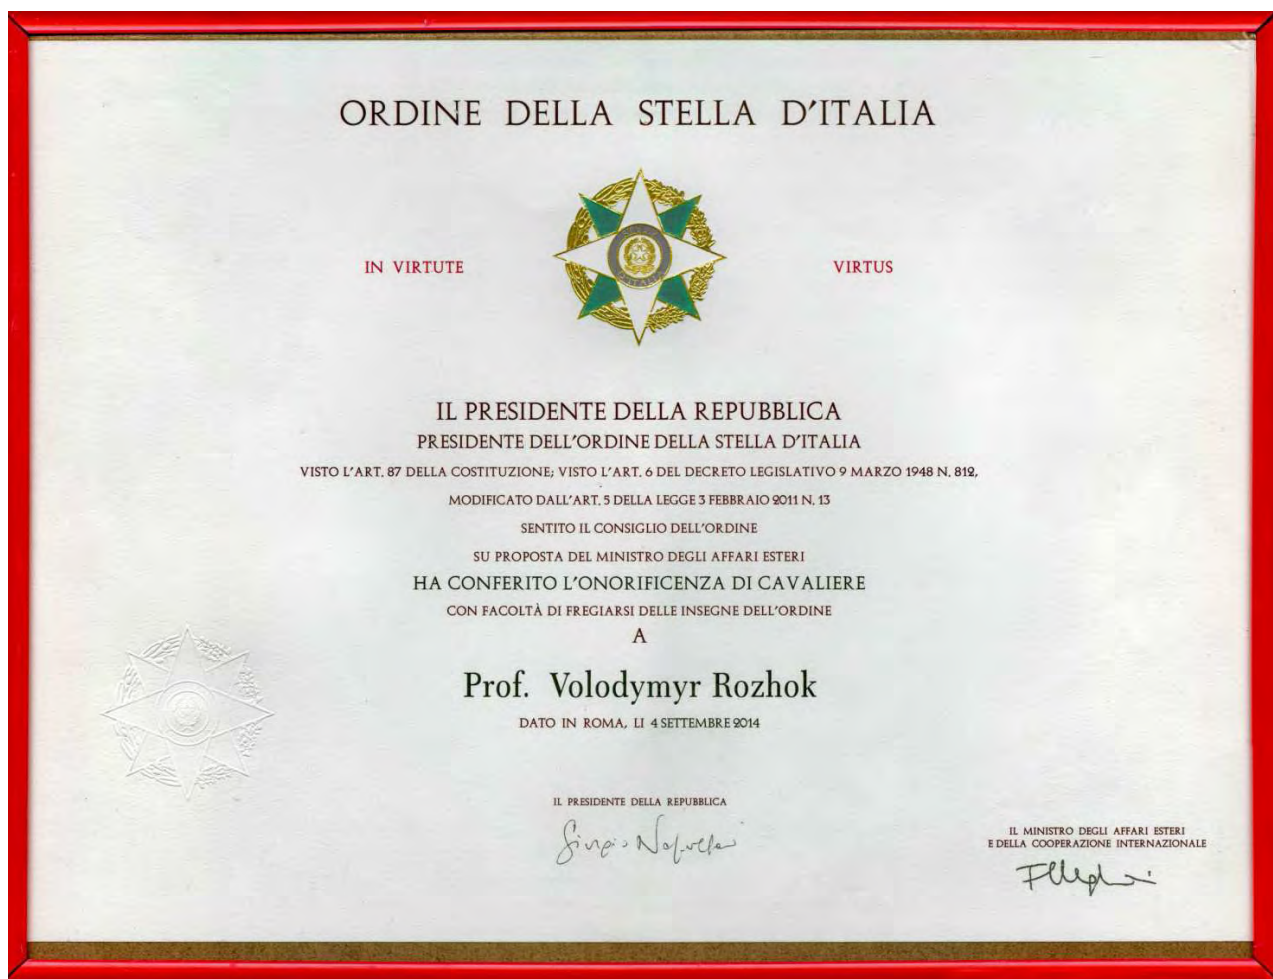 ORDINE DELLA STELLA D'ITALIA
IN VIRTUTE
VIRTUS
IL PRESIDENTE DELLA REPUBBLICA
PRESIDENTE DELL'ORDINE DELLA STELLA D'ITALIA
VISTO L'ART. 87 DELLA COSTITUZIONE; VISTO L'ART. 6 DEL DECRETO LEGISLATIVO 9 MARZO 1948 N. 812,
MODIFICATO DALL'ART. 5 DELLA LEGGE 3 FEBBRAIO 2011 N. 13
SENTITO IL CONSIGLIO DELL'ORDINE
SU PROPOSTA DEL MINISTRO DEGLI AFFARI ESTERI
HA CONFERITO L'ONORIFICENZA DI CAVALIERE
CON FACOLTÀ DI FREGIARSI DELLE INSEGNE DELL'ORDINE
A
Prof. Volodymyr Rozhok
DATO IN ROMA, LI 4 SETTEMBRE 2014
IL PRESIDENTE DELLA REPUBBLICA
IL MINISTRO DEGLI AFFARI ESTERI
E DELLA COOPERAZIONE INTERNAZIONALE